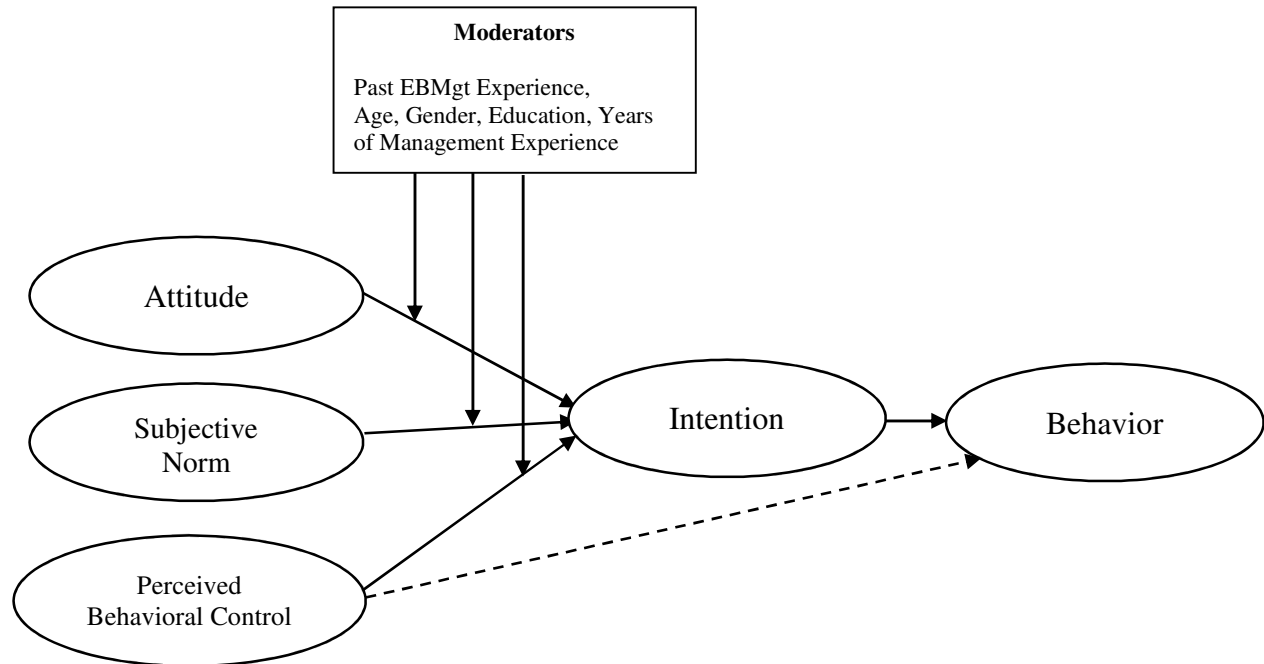 Moderators
Past EBMgt Experience,
Age, Gender, Education, Years
of Management Experience
Attitude
Subjective
Norm
Intention
Behavior
Perceived
Behavioral Control